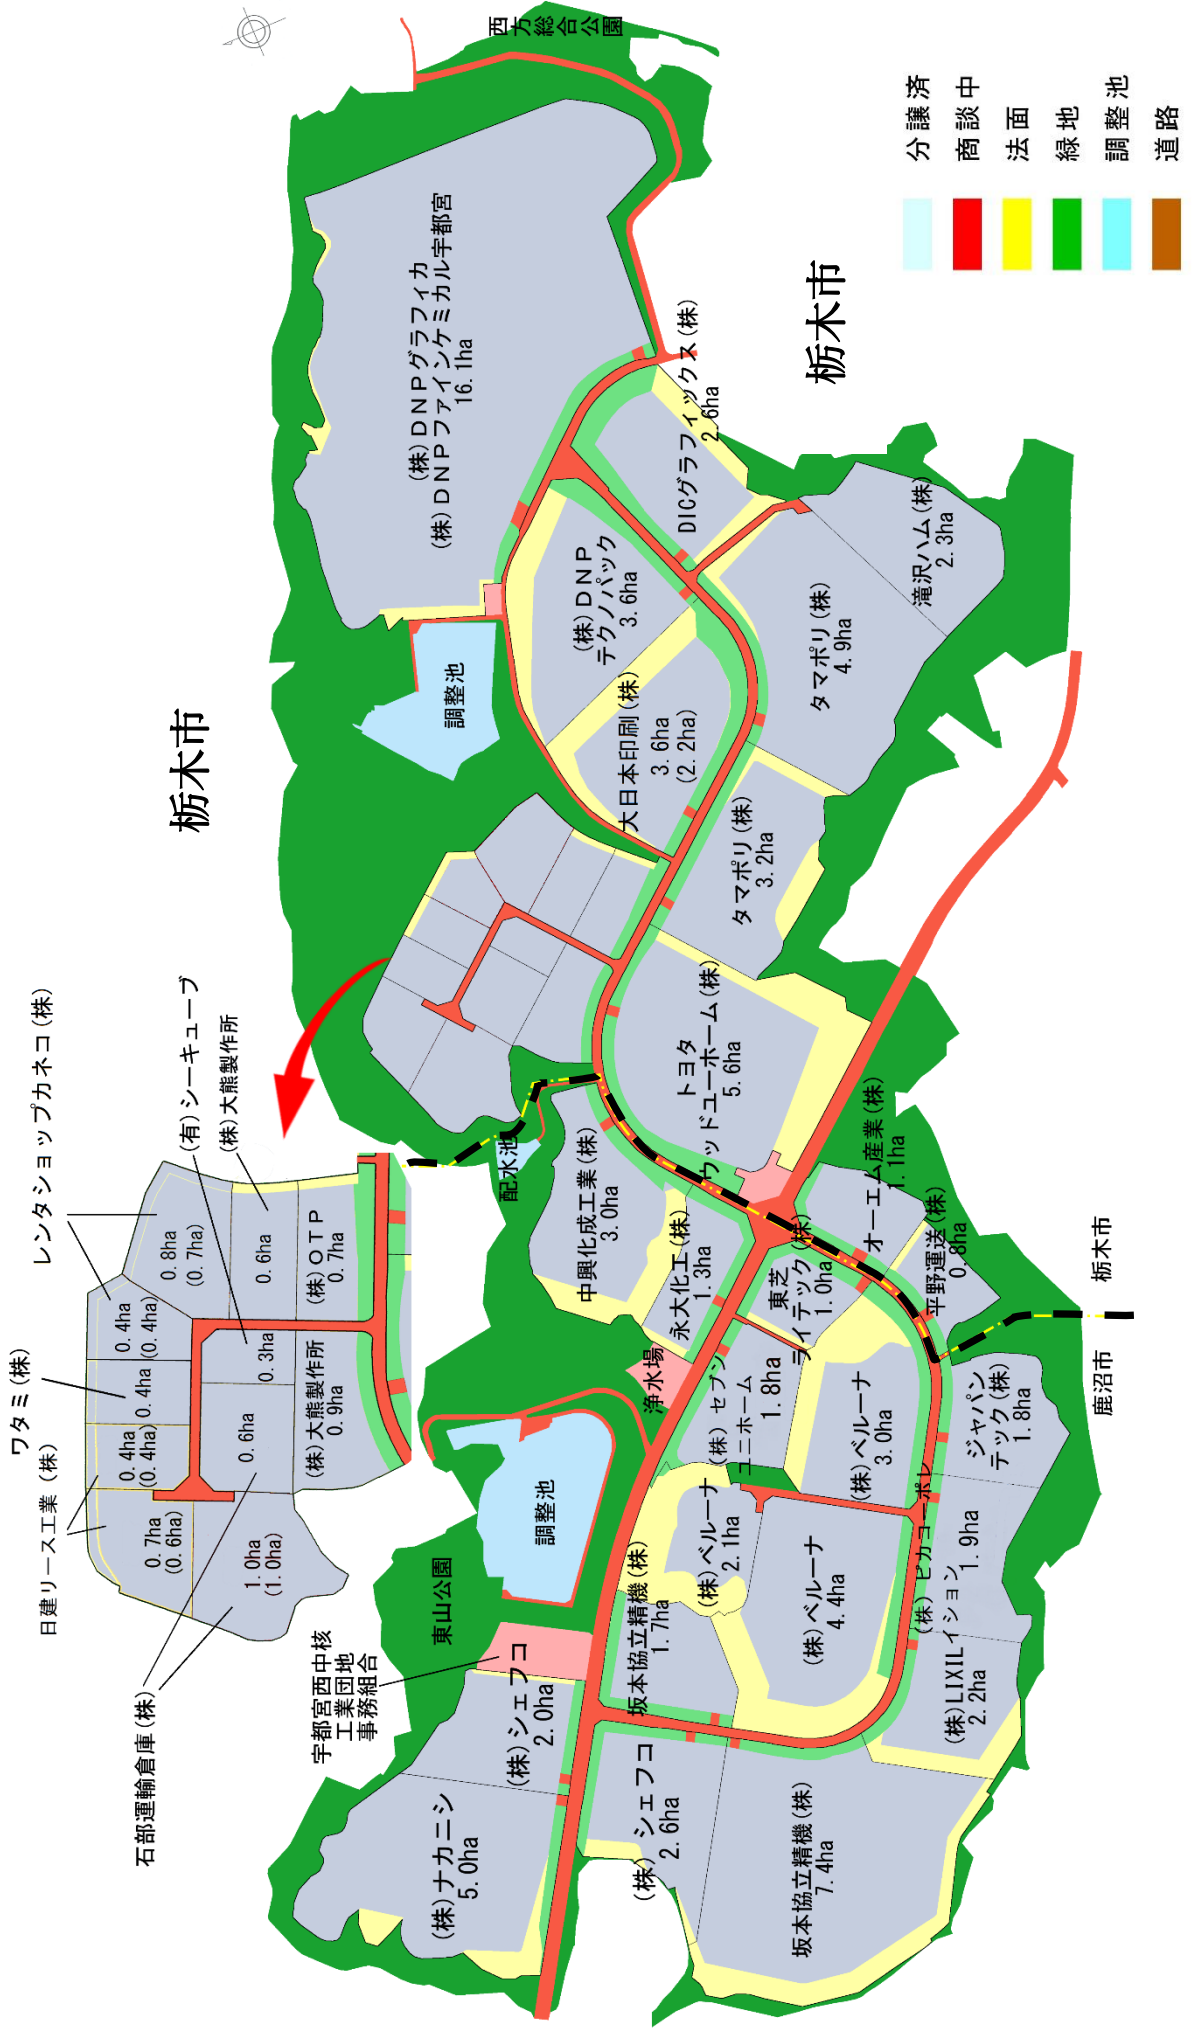 西方総合公園
分譲済
商談中
法面
緑地
調整池
道路
栃木市
栃木市
(株)ＤＮＰグラフィカ
(株)ＤＮＰファインケミカル宇都宮
16.1ha
DICグラフィックス(株)
2.6ha
(株)ＤＮＰ
テクノパック
3.6ha
滝沢ハム(株)
2.3ha
タマポリ(株)
4.9ha
調整池
大日本印刷(株)
3.6ha
(2.2ha)
タマポリ(株)
3.2ha
トヨタ
ウッドユーホーム(株)
5.6ha
レンタショップカネコ(株)
(有)シーキューブ
(株)大熊製作所
ワタミ(株)
日建リース工業(株)
石部運輸倉庫(株)
0.8ha
(0.7ha)
0.6ha
(株)ＯＴＰ
0.7ha
0.4ha
(0.4ha)
0.4ha
0.3ha
0.4ha
(0.4ha)
0.6ha
(株)大熊製作所
0.9ha
0.7ha
(0.6ha)
1.0ha
(1.0ha)
配水池
中興化成工業(株)
3.0ha
永大化工(株)
1.3ha
東芝
ライテック(株)
1.0ha
オーエム産業(株)
1.1ha
平野運送(株)
0.8ha
栃木市
鹿沼市
浄水場
(株)セブン
ユニホーム
1.8ha
(株)ベルーナ
3.0ha
ジャパン
テック(株)
1.8ha
調整池
東山公園
(株)ベルーナ
2.1ha
(株)ベルーナ
4.4ha
(株)ピカコーポレ
イション
1.9ha
(株)LIXIL
2.2ha
坂本協立精機(株)
1.7ha
宇都宮西中核
工業団地
事務組合
(株)シェフコ
2.0ha
(株)ナカニシ
5.0ha
(株)シェフコ
2.6ha
坂本協立精機(株)
7.4ha